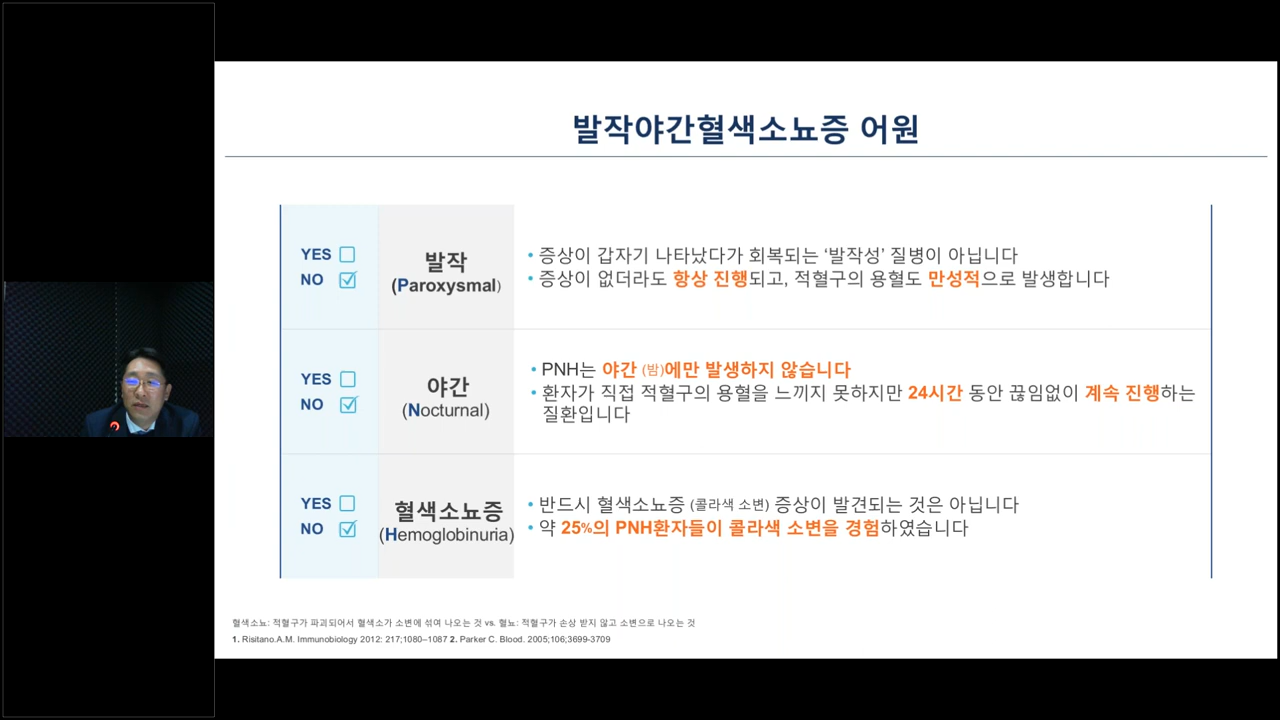 발작야간혈색소뇨증 어원
YES
NO
발작
(Paroxysmal)
• 증상이 갑자기 나타났다가 회복되는 ‘발작성’ 질병이 아닙니다
• 증상이 없더라도 항상 진행되고, 적혈구의 용혈도 만성적으로 발생합니다
YES
NO
야간
(Nocturnal)
• PNH는 야간 (밤)에만 발생하지 않습니다
• 환자가 직접 적혈구의 용혈을 느끼지 못하지만 24시간 동안 끊임없이 계속 진행하는
질환입니다
YES
NO
혈색소뇨증
(Hemoglobinuria)
• 반드시 혈색소뇨증 (콜라색 소변) 증상이 발견되는 것은 아닙니다
• 약 25%의 PNH환자들이 콜라색 소변을 경험하였습니다
혈색소뇨: 적혈구가 파괴되어서 혈색소가 소변에 섞여 나오는 것 vs. 혈뇨: 적혈구가 손상 받지 않고 소변으로 나오는 것
1. Risitano.A.M. Immunobiology 2012: 217;1080–1087 2. Parker C. Blood. 2005;106;3699-3709